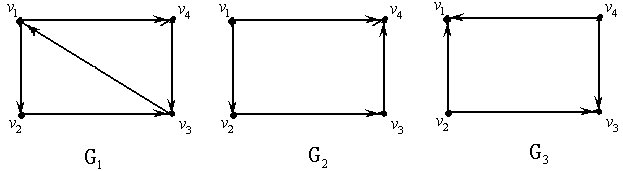 v₁ v₄ v₁ v₄ v₁ v₄
v₂ v₃ v₂ v₃ v₂ v₃
G₁ G₂ G₃